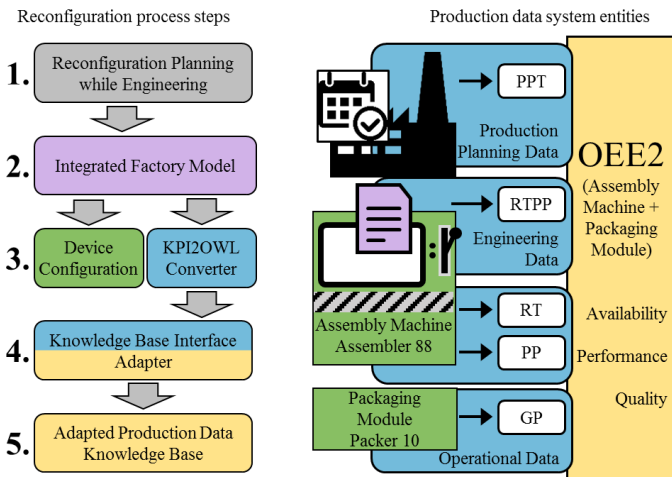 Reconfiguration process steps
1.
Reconfiguration Planning
while Engineering
2.
Integrated Factory Model
3.
Device
Configuration
KPI2OWL
Converter
4.
Knowledge Base Interface
Adapter
5.
Adapted Production Data
Knowledge Base
Production data system entities
PPT
Production
Planning Data
RTPP
Engineering
Data
Assembly Machine
Assembler 88
RT
PP
Packaging
Module
Packer 10
GP
Operational Data
OEE2
(Assembly
Machine +
Packaging
Module)
Availability
Performance
Quality